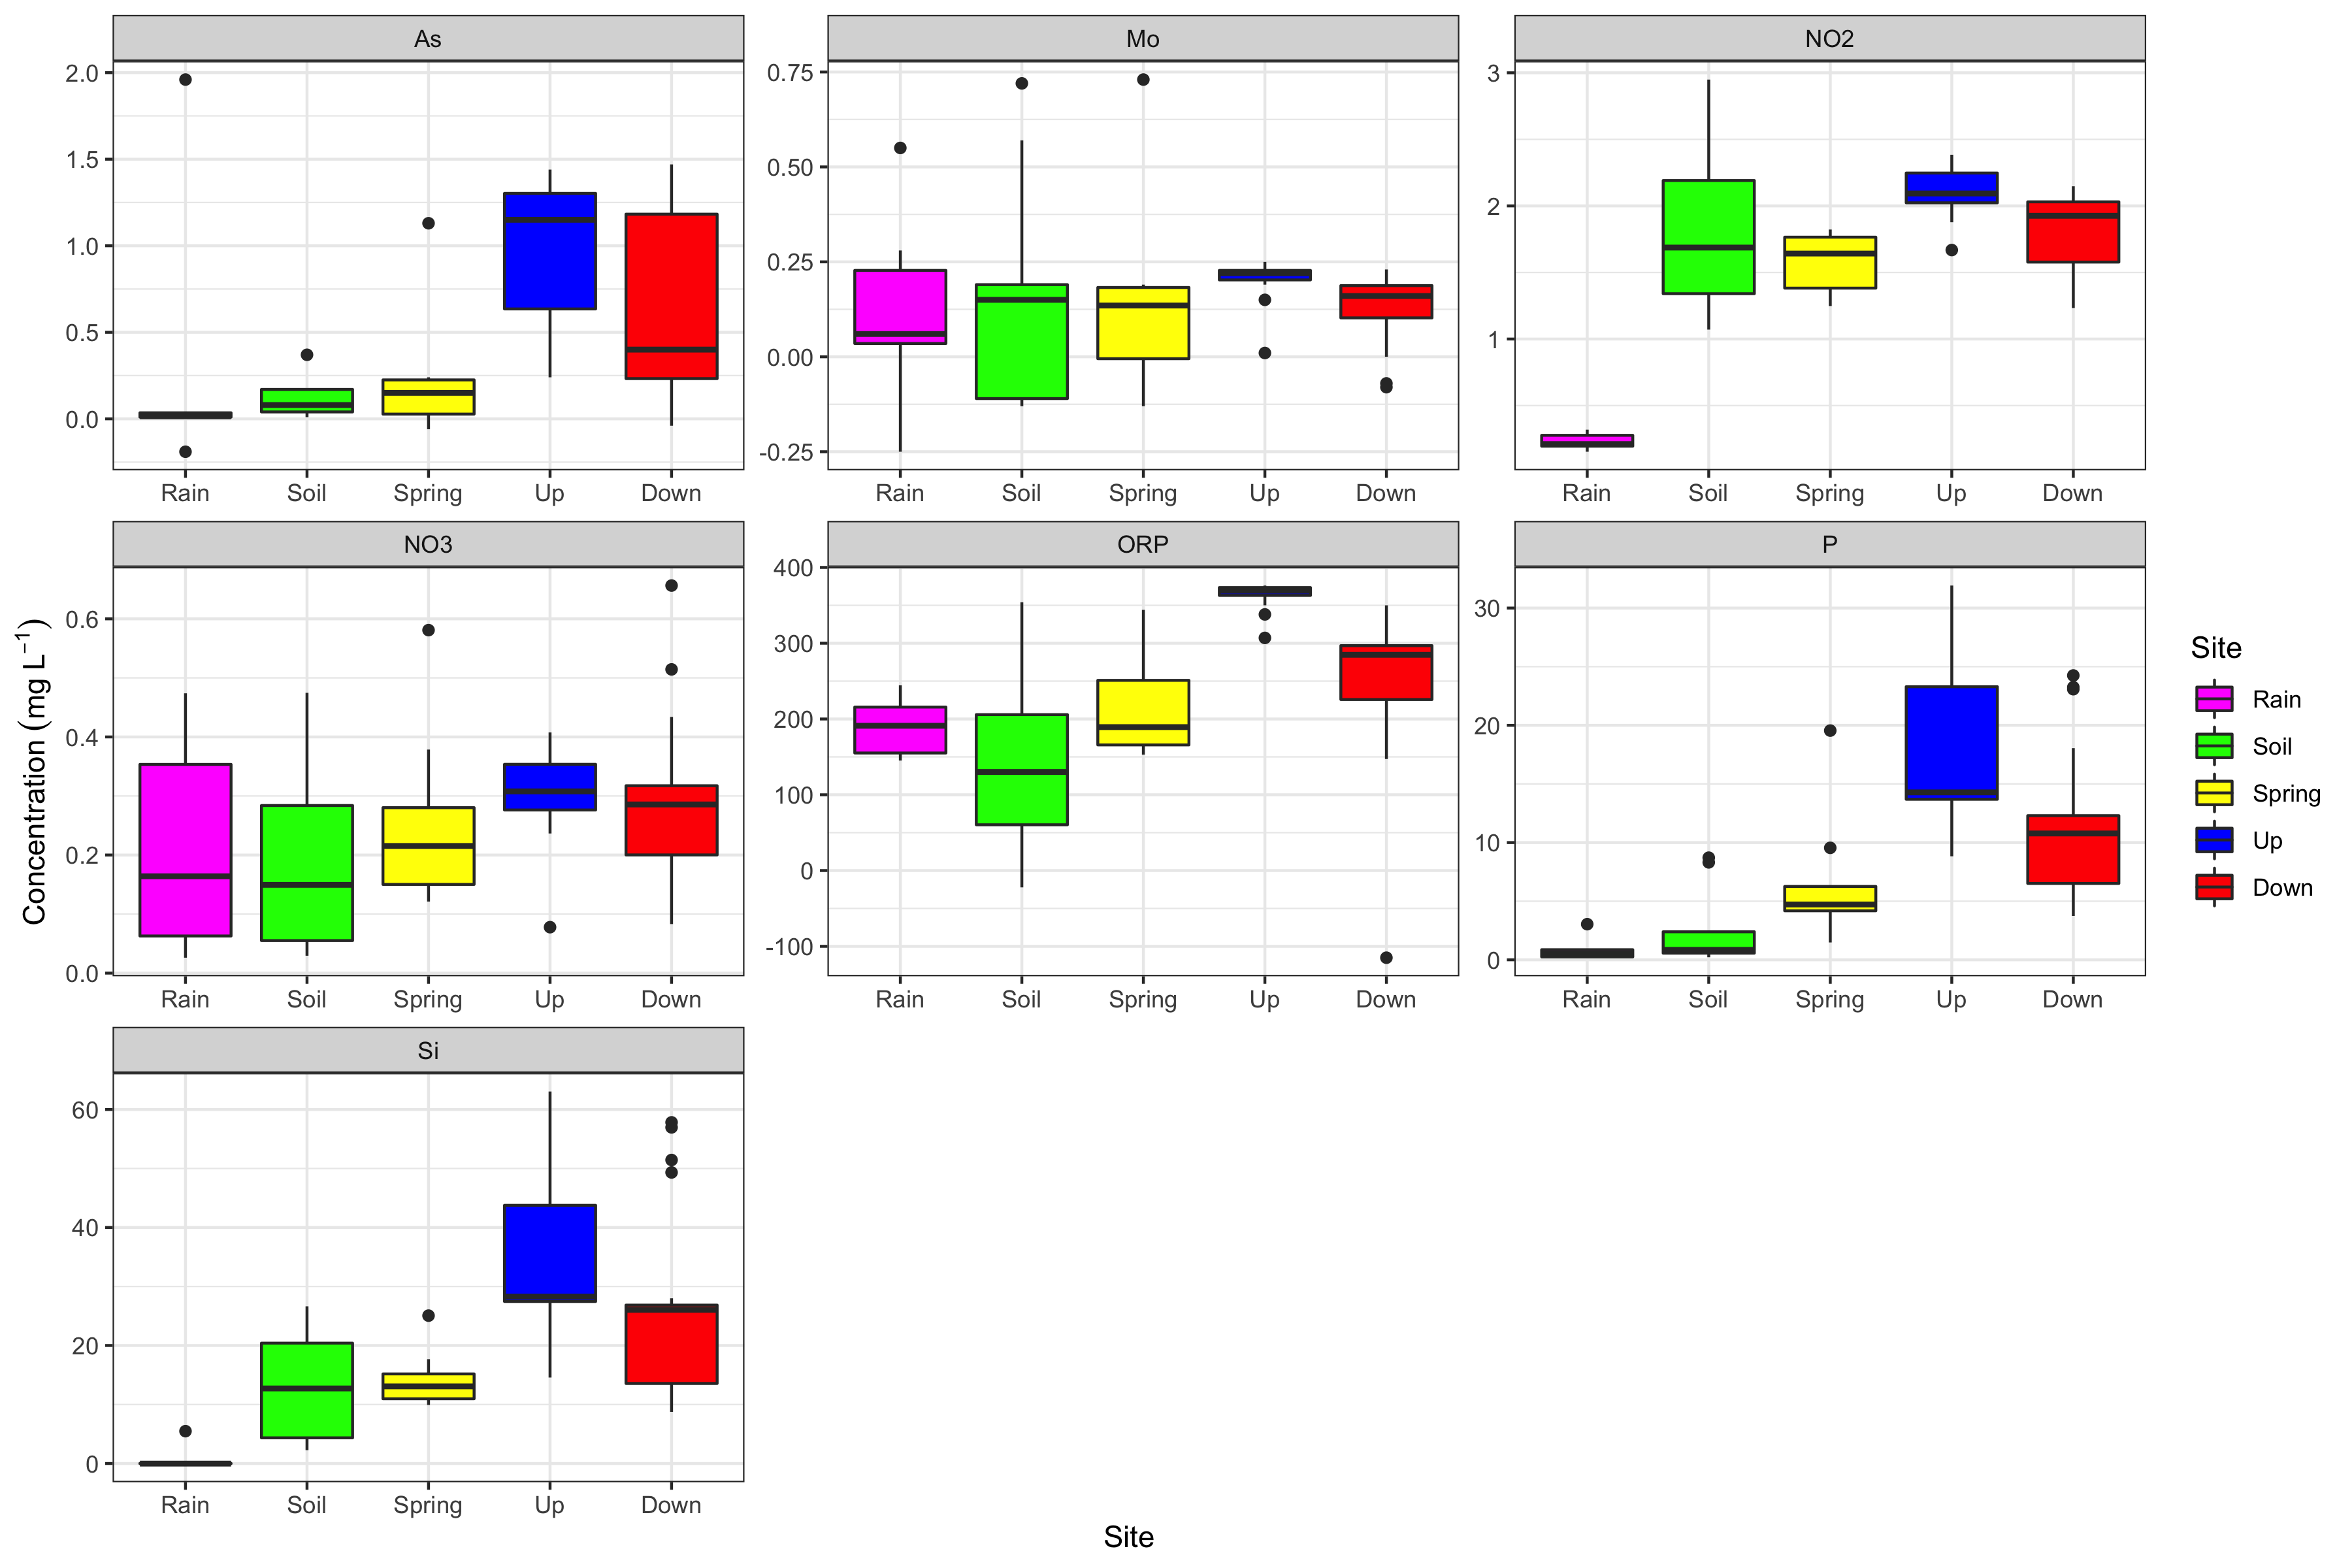 As
Mo
NO2
2.0
1.5
1.0
0.5
0.0
0.75
0.50
0.25
0.00
-0.25
3
2
1
Rain Soil Spring Up Down
Rain Soil Spring Up Down
Rain Soil Spring Up Down
NO3
ORP
P
0.6
0.4
0.2
0.0
400
300
200
100
0
-100
30
20
10
0
Rain Soil Spring Up Down
Rain Soil Spring Up Down
Rain Soil Spring Up Down
Si
60
40
20
0
Rain Soil Spring Up Down
Concentration (mg L⁻¹)
Site
Site
Rain
Soil
Spring
Up
Down